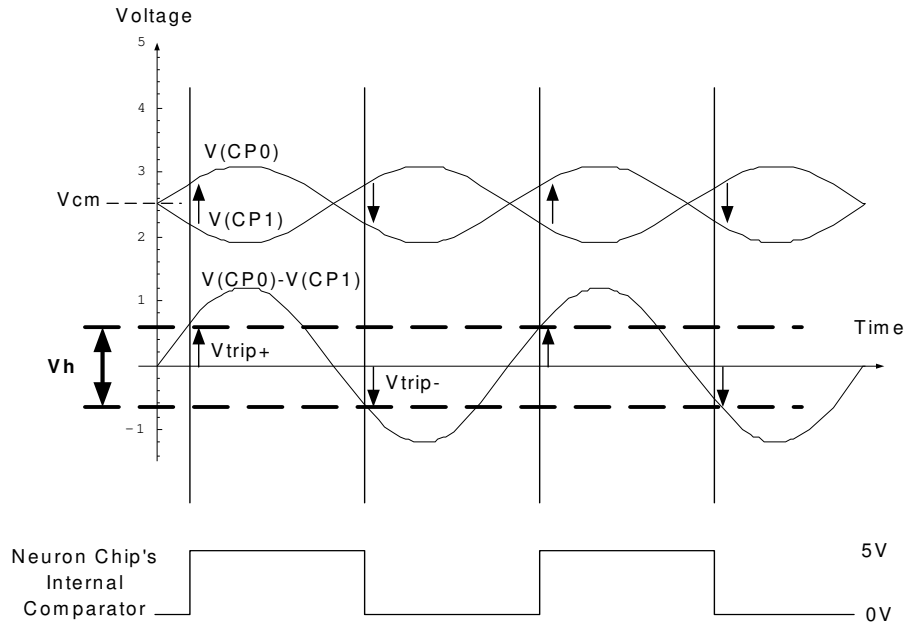 Voltage
5
4
V(CP0)
3
Vcm
V(CP1)
2
V(CP0)-V(CP1)
1
Time
Vtrip+
Vh
Vtrip-
-1
Neuron Chip's
Internal
Comparator
5V
0V